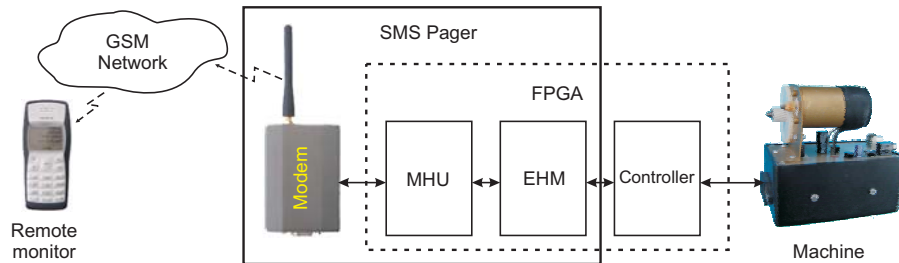 GSM
Network
SMS Pager
FPGA
Modem
MHU
EHM
Controller
Remote
monitor
Machine